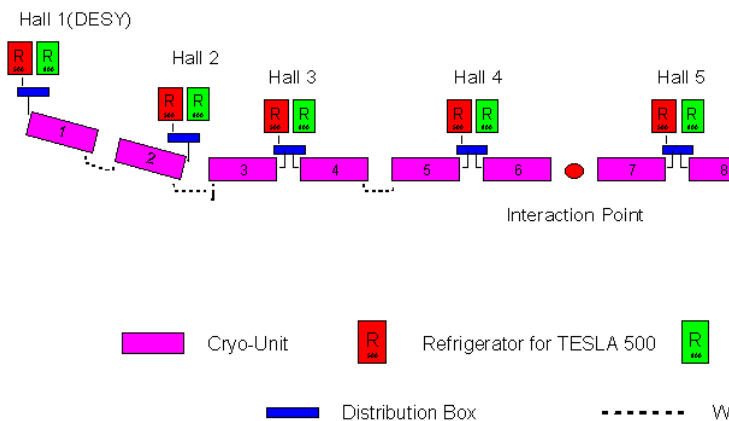 Hall 1(DESY)
Hall 2
Hall 3
Hall 4
Hall 5
R R
R R
R R
R R
R R
1
2
3
4
5
6
7
8
Interaction Point
Cryo-Unit
R
Refrigerator for TESLA 500
R
Distribution Box
W